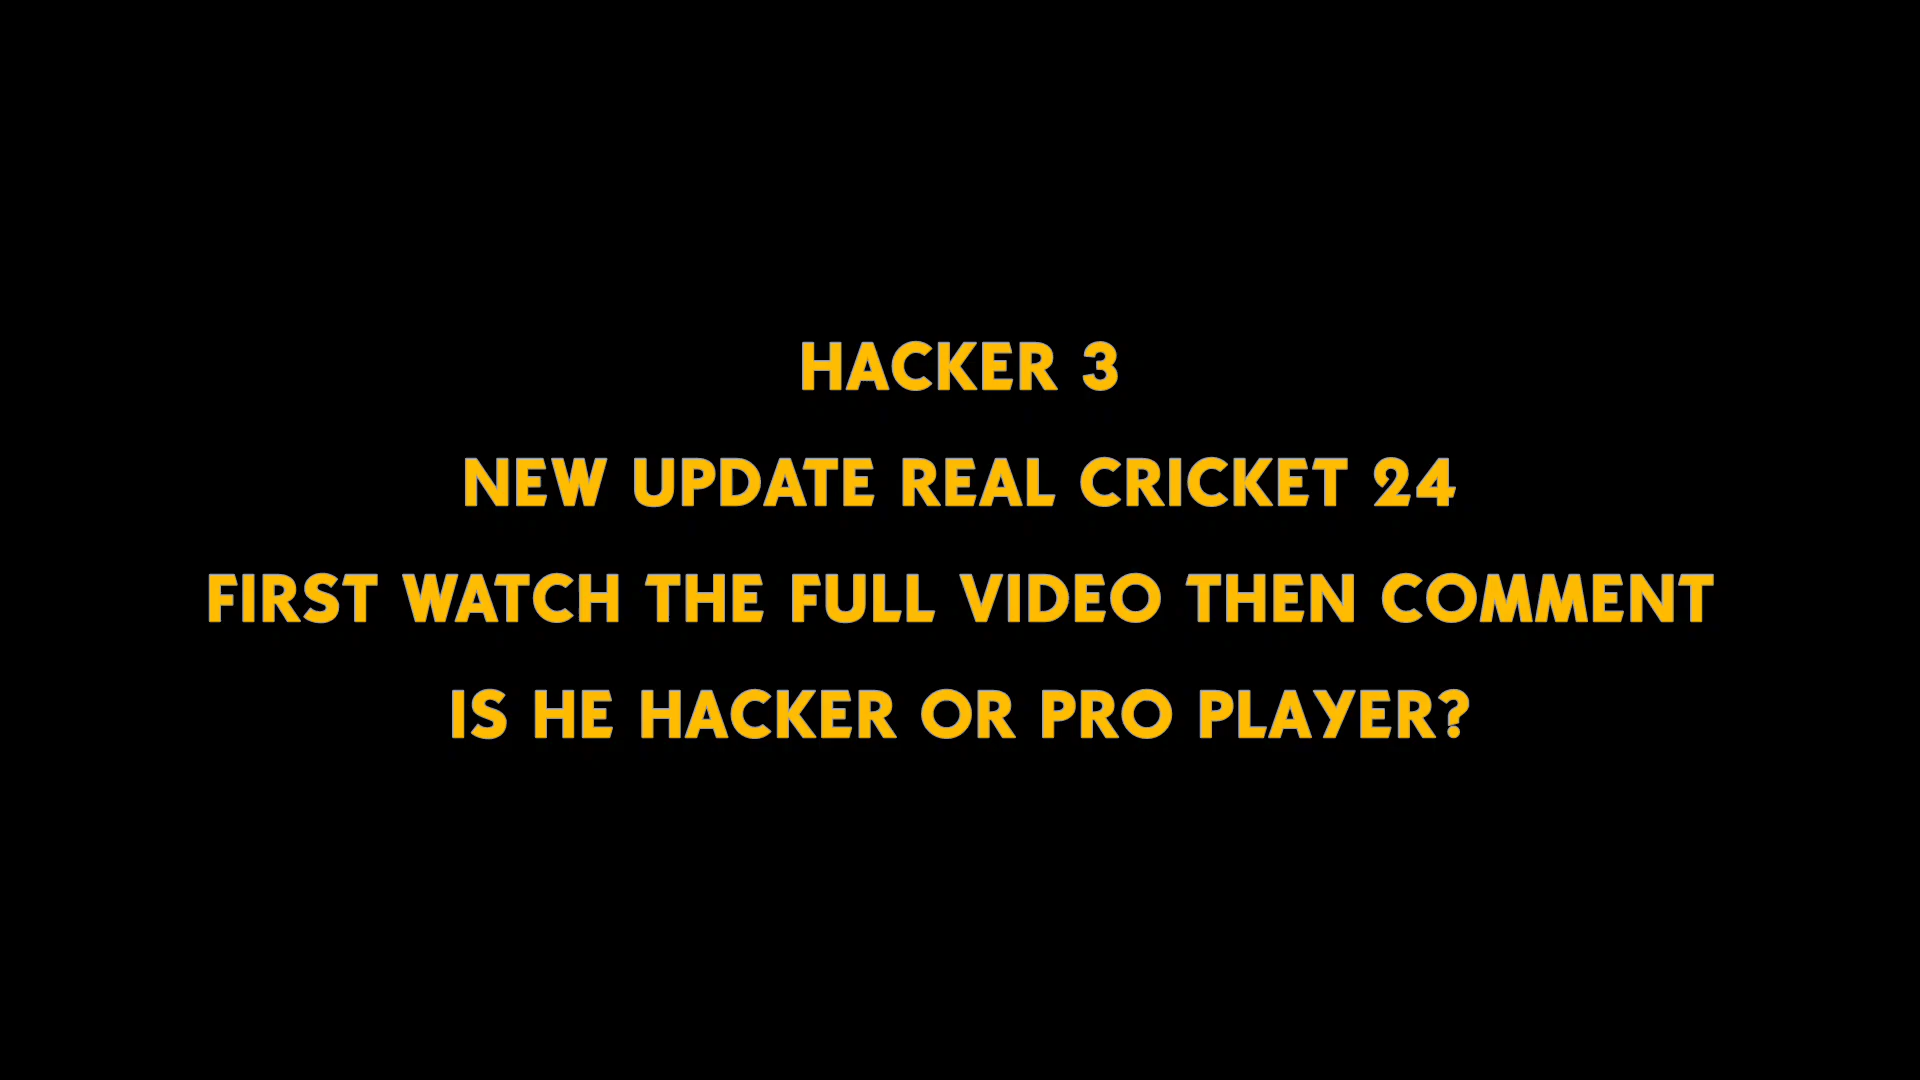 HACKER 3
NEW UPDATE REAL CRICKET 24
FIRST WATCH THE FULL VIDEO THEN COMMENT
IS HE HACKER OR PRO PLAYER?